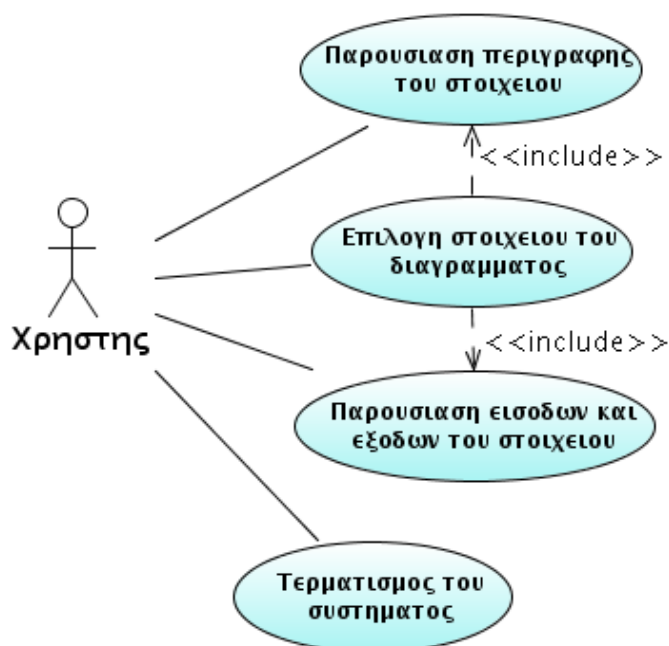 Παρουσιαση περιγραφης
του στοιχειου
<<include>>
Επιλογη στοιχειου του
διαγραμματος
Χρηστης
<<include>>
Παρουσιαση εισοδων και
εξοδων του στοιχειου
Τερματισμος του
συστηματος